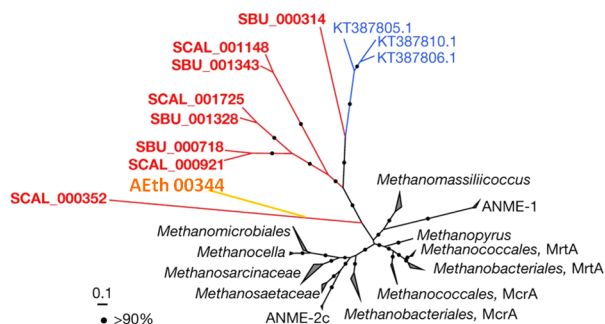 SBU_000314
KT387805.1
KT387810.1
KT387806.1
SCAL_001148
SBU_001343
SCAL_001725
SBU_001328
SBU_000718
SCAL_000921
AEth 00344
SCAL_000352
Methanomassiliicoccus
ANME-1
Methanomicrobiales
Methanopyrus
Methanocella
Methanococcales, MrtA
Methanosarcinaceae
Methanobacteriales, MrtA
Methanosaetaceae
Methanococcales, McrA
ANME-2c
Methanobacteriales, McrA
0.1
>90%